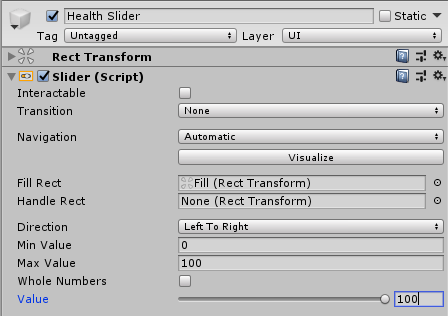 Health Slider Static
Tag Untagged Layer UI
Rect Transform
Slider (Script)
Interactable
Transition None
Navigation Automatic
Visualize
Fill Rect Fill (Rect Transform)
Handle Rect None (Rect Transform)
Direction Left To Right
Min Value 0
Max Value 100
Whole Numbers
Value 100